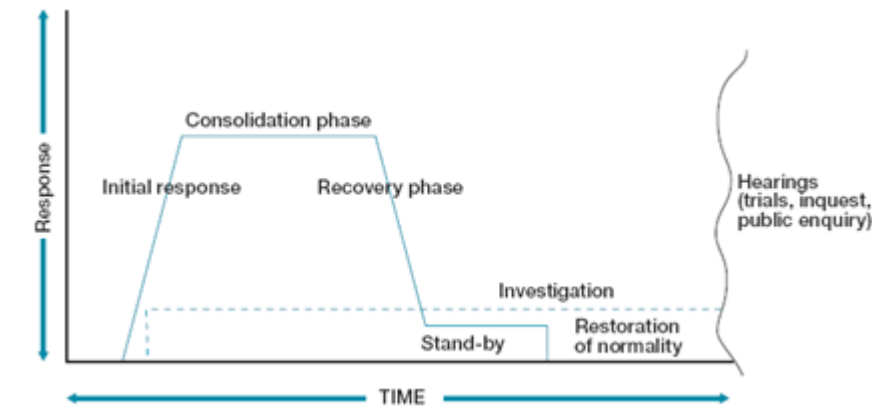 Response
Consolidation phase
Initial response
Recovery phase
Hearings
(trials, inquest,
public enquiry)
Investigation
Stand-by
Restoration
of normality
TIME